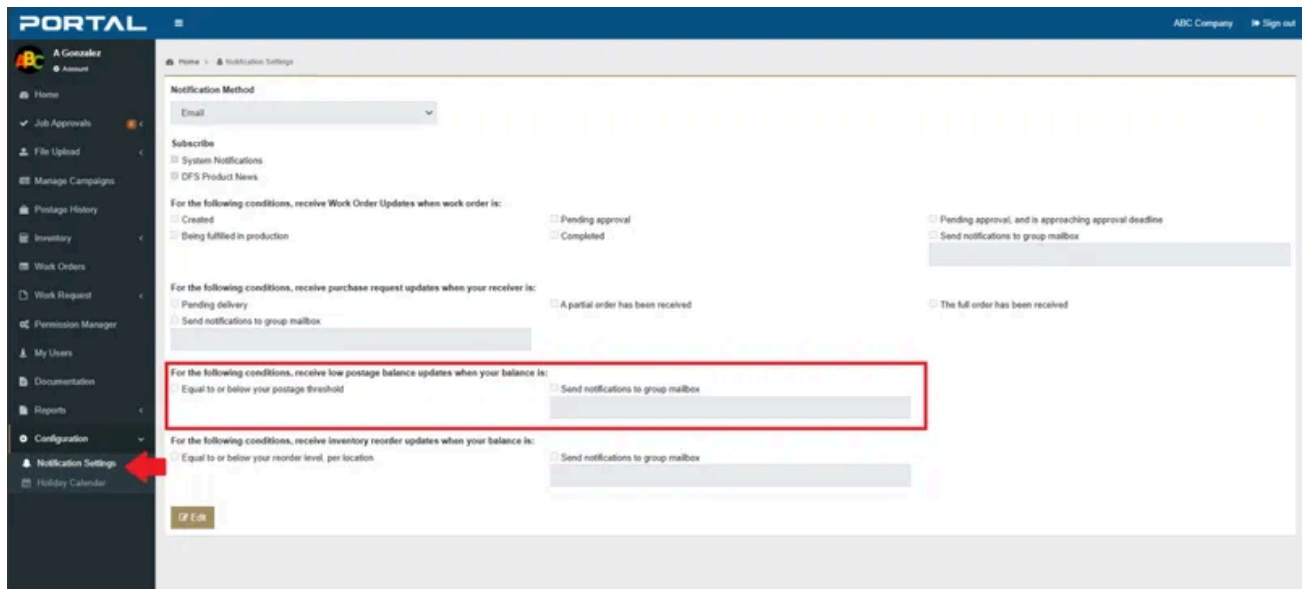 PORTAL
ABC Company Sign out
ABC
A Gonzalez
Account
Home > Notification Settings
Home
Job Approvals
File Upload
Manage Campaigns
Postage History
Inventory
Work Orders
Work Request
Permission Manager
My Users
Documentation
Reports
Configuration
Notification Settings
Holiday Calendar
Notification Method
Email
Subscribe
System Notifications
DFS Product News
For the following conditions, receive Work Order Updates when work order is:
Created Pending approval Pending approval, and is approaching approval deadline
Being fulfilled in production Completed Send notifications to group mailbox
For the following conditions, receive purchase request updates when your receiver is:
Pending delivery A partial order has been received The full order has been received
Send notifications to group mailbox
For the following conditions, receive low postage balance updates when your balance is:
Equal to or below your postage threshold Send notifications to group mailbox
For the following conditions, receive inventory reorder updates when your balance is:
Equal to or below your reorder level, per location Send notifications to group mailbox
Edit